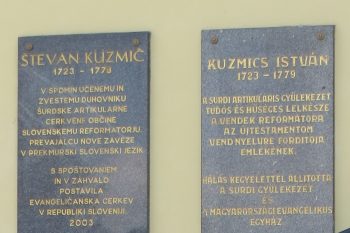 ŠTEVAN KÜZMIČ
1723 - 1779
V SPOMIN UČENEMU IN
ZVESTEMU DUHOVNIKU
ŠURDSKE ARTIKULARNE
CERKVENE OBČINE
SLOVENSKEMU REFORMATORJU,
PREVAJALCU NOVE ZAVEZE
V PREKMURSKI SLOVENSKI JEZIK.
S SPOŠTOVANJEM
IN V ZAHVALO
POSTAVILA
EVANGELIČANSKA CERKEV
V REPUBLIKI SLOVENIJI
2003
KUZMICS ISTVÁN
1723 - 1779
A SURDI ARTIKULÁRIS GYÜLEKEZET
TUDÓS ÉS HŰSÉGES LELKÉSZE
A VENDEK REFORMÁTORA
AZ ÚJTESTAMENTOM
VEND NYELVRE FORDÍTÓJA
EMLÉKÉNEK.
HÁLÁS KEGYELETTEL ÁLLÍTOTTA
A SURDI GYÜLEKEZET
ÉS
A MAGYARORSZÁGI EVANGÉLIKUS
EGYHÁZ